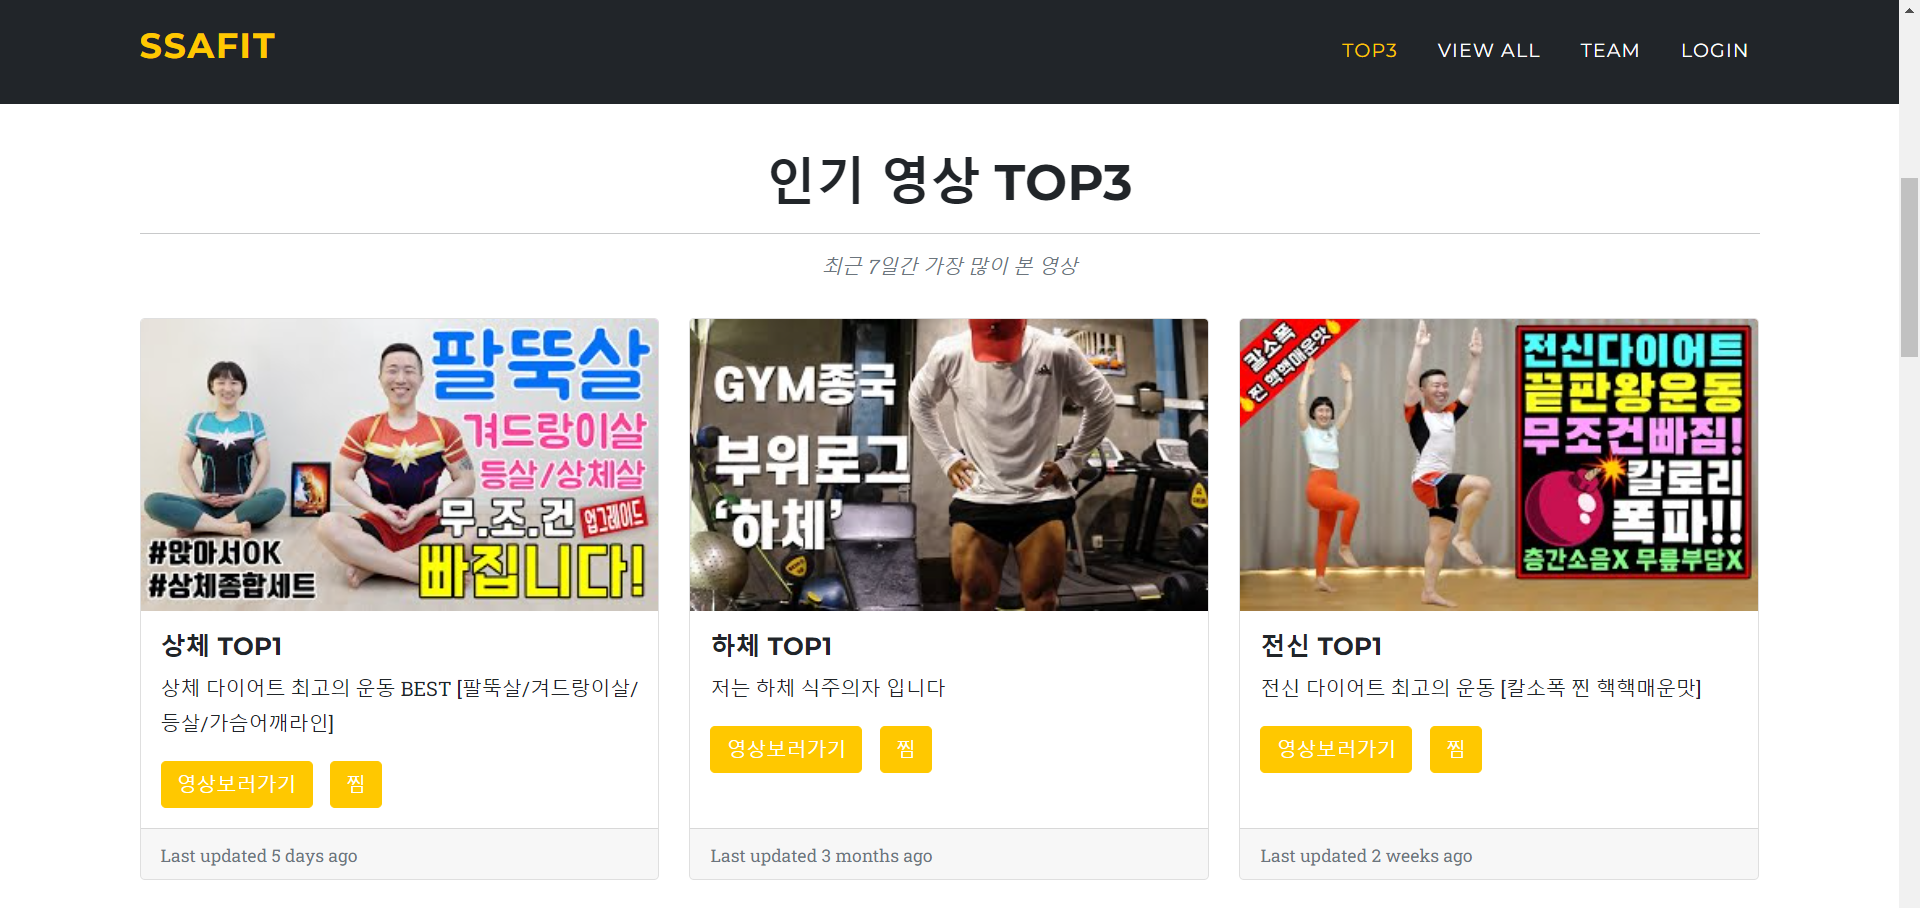 SSAFIT
TOP3 VIEW ALL TEAM LOGIN
인기 영상 TOP3
최근 7일간 가장 많이 본 영상
팔뚝살
겨드랑이살
등살/상체살
무.조.건 업그레이드
빠집니다!
#앉아서OK
#상체종합세트
GYM종국
부위로그
‘하체’
칼소폭
찐 핵핵매운맛
전신다이어트
끝판왕운동
무조건빠짐!
칼로리
폭파!!
층간소음X 무릎부담X
상체 TOP1
상체 다이어트 최고의 운동 BEST [팔뚝살/겨드랑이살/
등살/가슴어깨라인]
영상보러가기 찜
Last updated 5 days ago
하체 TOP1
저는 하체 식주의자 입니다
영상보러가기 찜
Last updated 3 months ago
전신 TOP1
전신 다이어트 최고의 운동 [칼소폭 찐 핵핵매운맛]
영상보러가기 찜
Last updated 2 weeks ago